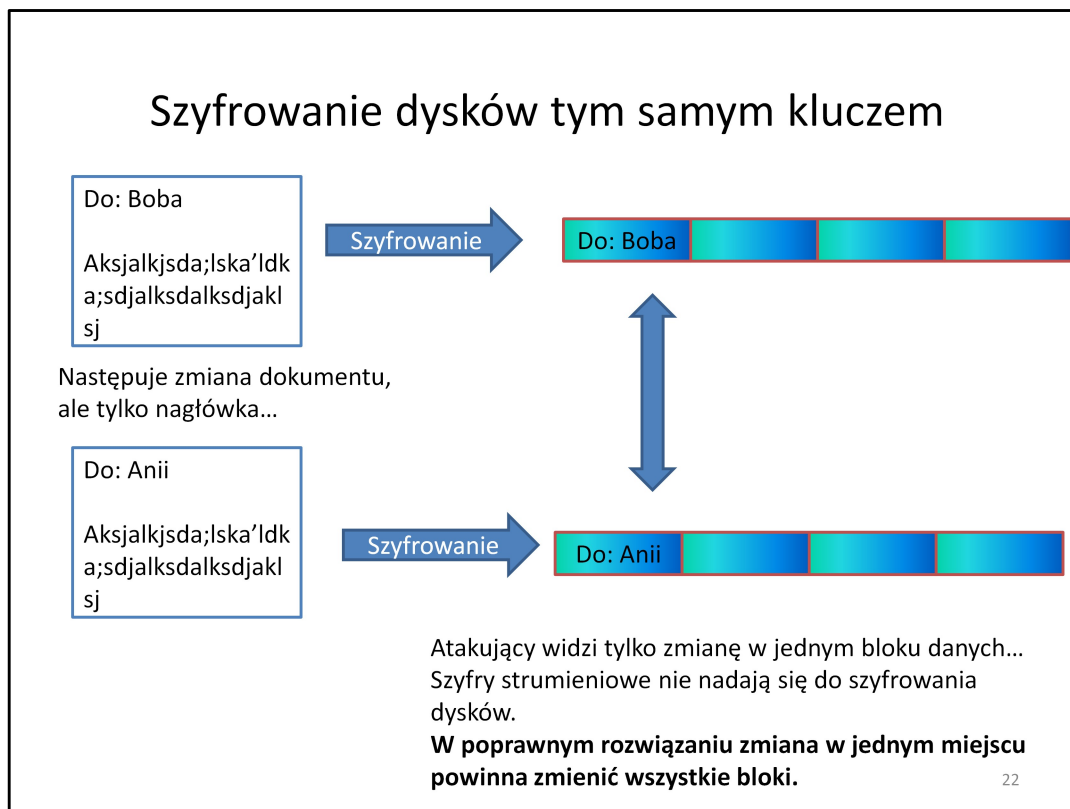 Szyfrowanie dysków tym samym kluczem
Do: Boba
Aksjalkjsda;lska’ldk
a;sdjalksdalksdjakl
sj
Szyfrowanie
Do: Boba
Następuje zmiana dokumentu,
ale tylko nagłówka…
Do: Anii
Aksjalkjsda;lska’ldk
a;sdjalksdalksdjakl
sj
Szyfrowanie
Do: Anii
Atakujący widzi tylko zmianę w jednym bloku danych…
Szyfry strumieniowe nie nadają się do szyfrowania
dysków.
W poprawnym rozwiązaniu zmiana w jednym miejscu
powinna zmienić wszystkie bloki.
22